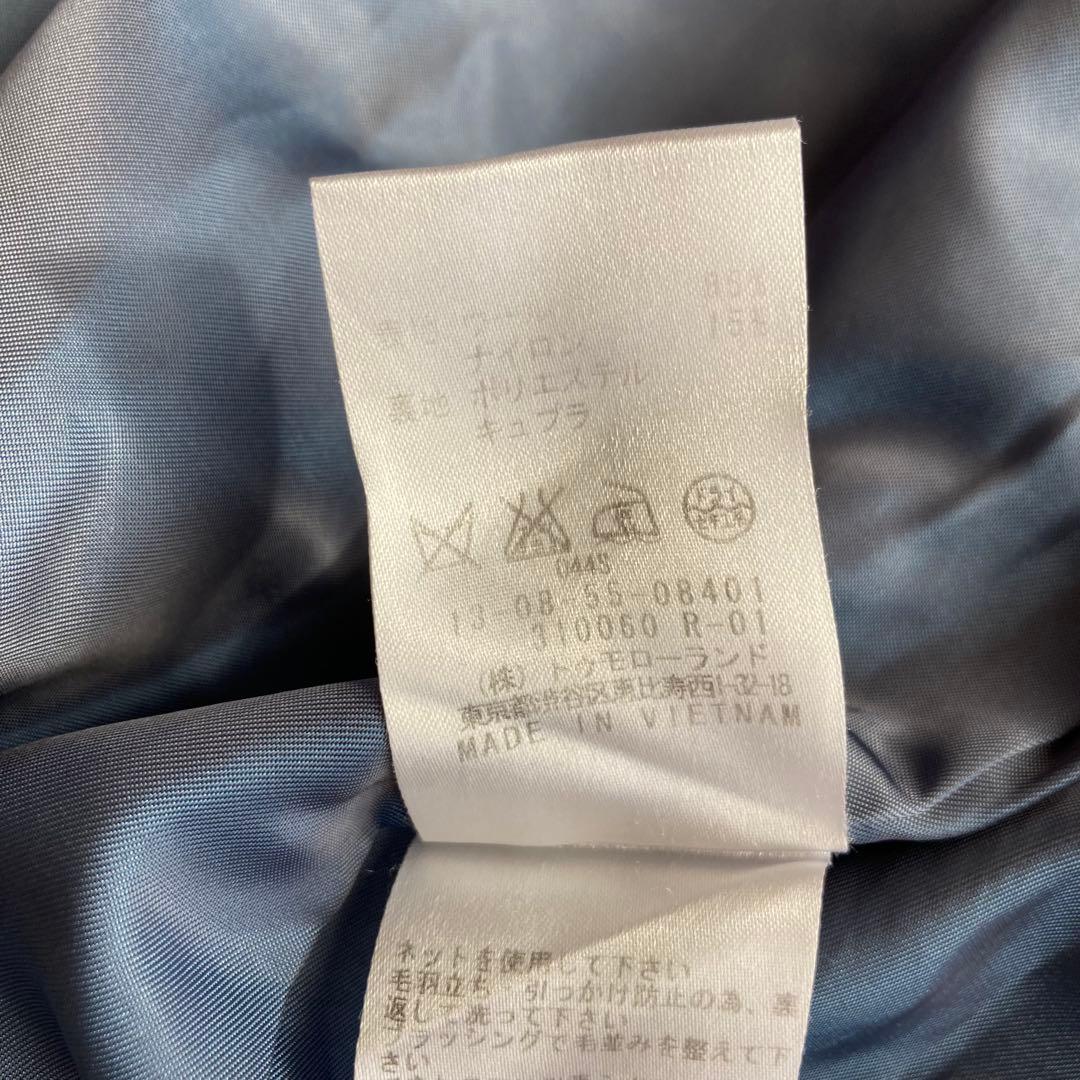 ナイロン
裏地 ポリエステル
キュプラ
ドライ
044S
13-08-55-08401
310060 R-01
(株) トゥモローランド
東京都渋谷区恵比寿西1-32-18
MADE IN VIETNAM
ネットを使用して下さい
毛羽立ち 引っかけ防止の為、裏
返して洗って下さい
ブラッシングで毛並みを整えて下
さい